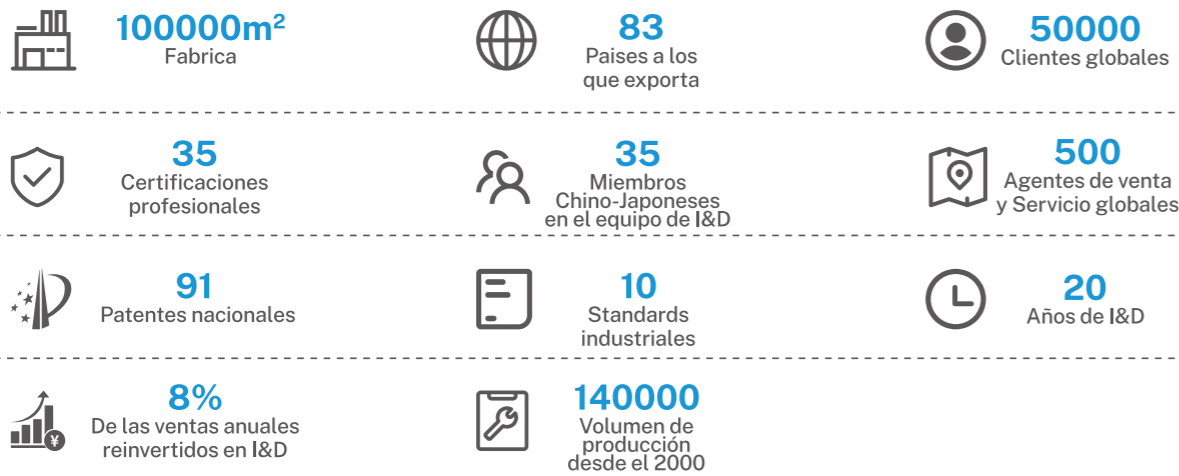 100000m²
Fabrica
83
Paises a los
que exporta
50000
Clientes globales
35
Certificaciones
profesionales
35
Miembros
Chino-Japoneses
en el equipo de I&D
500
Agentes de venta
y Servicio globales
91
Patentes nacionales
10
Standards
industriales
20
Años de I&D
8%
De las ventas anuales
reinvertidos en I&D
¥
140000
Volumen de
producción
desde el 2000